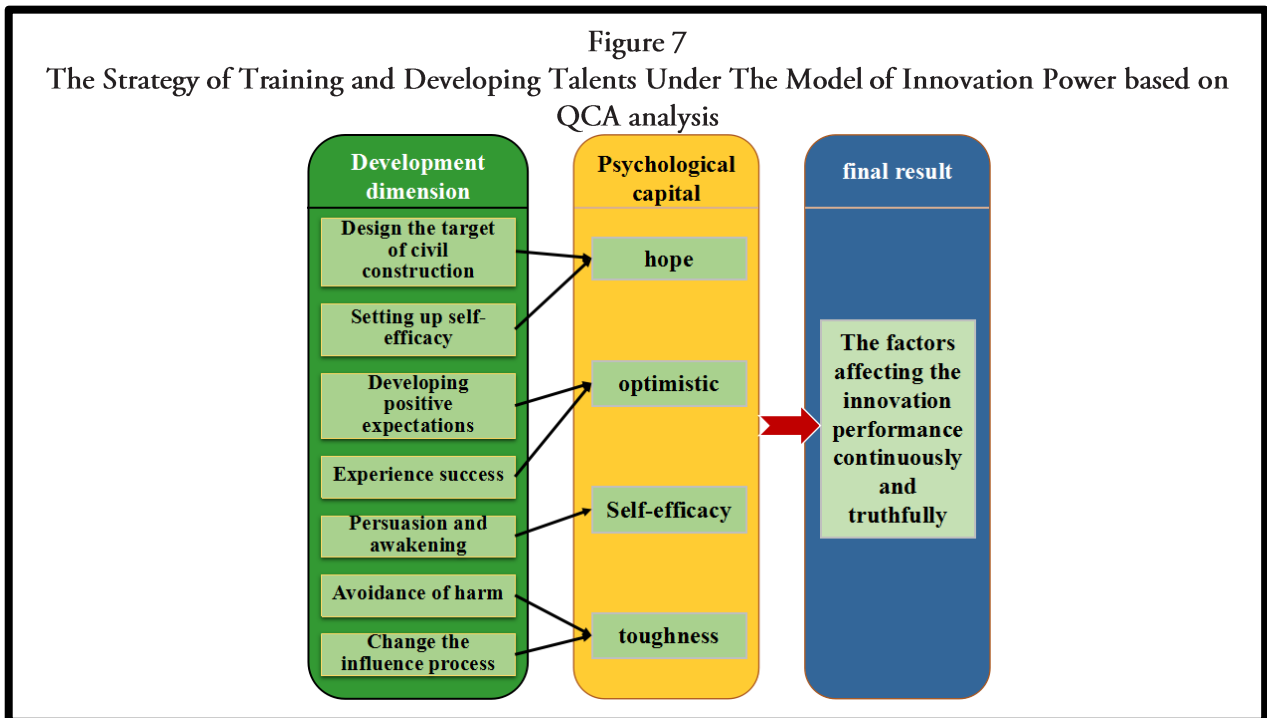 Figure 7
The Strategy of Training and Developing Talents Under The Model of Innovation Power based on
QCA analysis
Development
dimension
Design the target
of civil
construction
Setting up self-
efficacy
Developing
positive
expectations
Experience success
Persuasion and
awakening
Avoidance of harm
Change the
influence process
Psychological
capital
hope
optimistic
Self-efficacy
toughness
final result
The factors
affecting the
innovation
performance
continuously
and
truthfully